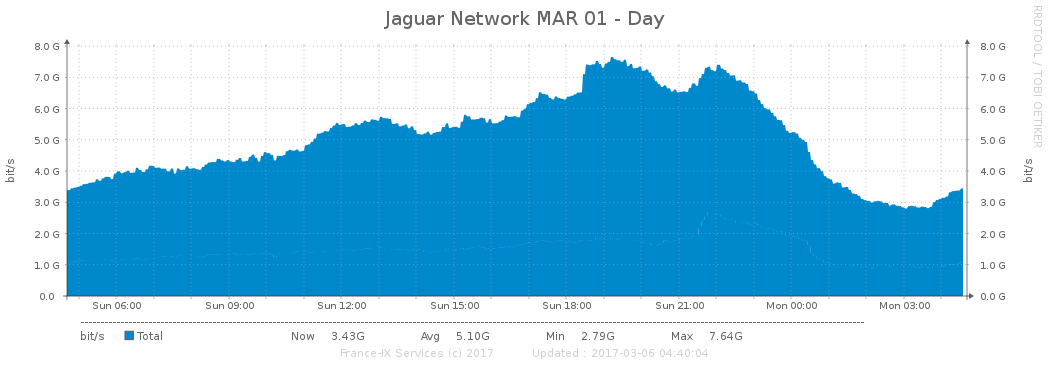 Jaguar Network MAR 01 - Day
RRDTOOL / TOBI OETIKER
bit/s
8.0 G
7.0 G
6.0 G
5.0 G
4.0 G
3.0 G
2.0 G
1.0 G
0.0
8.0 G
7.0 G
6.0 G
5.0 G
4.0 G
3.0 G
2.0 G
1.0 G
0.0 G
bit/s
Sun 06:00 Sun 09:00 Sun 12:00 Sun 15:00 Sun 18:00 Sun 21:00 Mon 00:00 Mon 03:00
bit/s Total Now 3.43G Avg 5.10G Min 2.79G Max 7.64G
France-IX Services (c) 2017 Updated : 2017-03-06 04:40:04